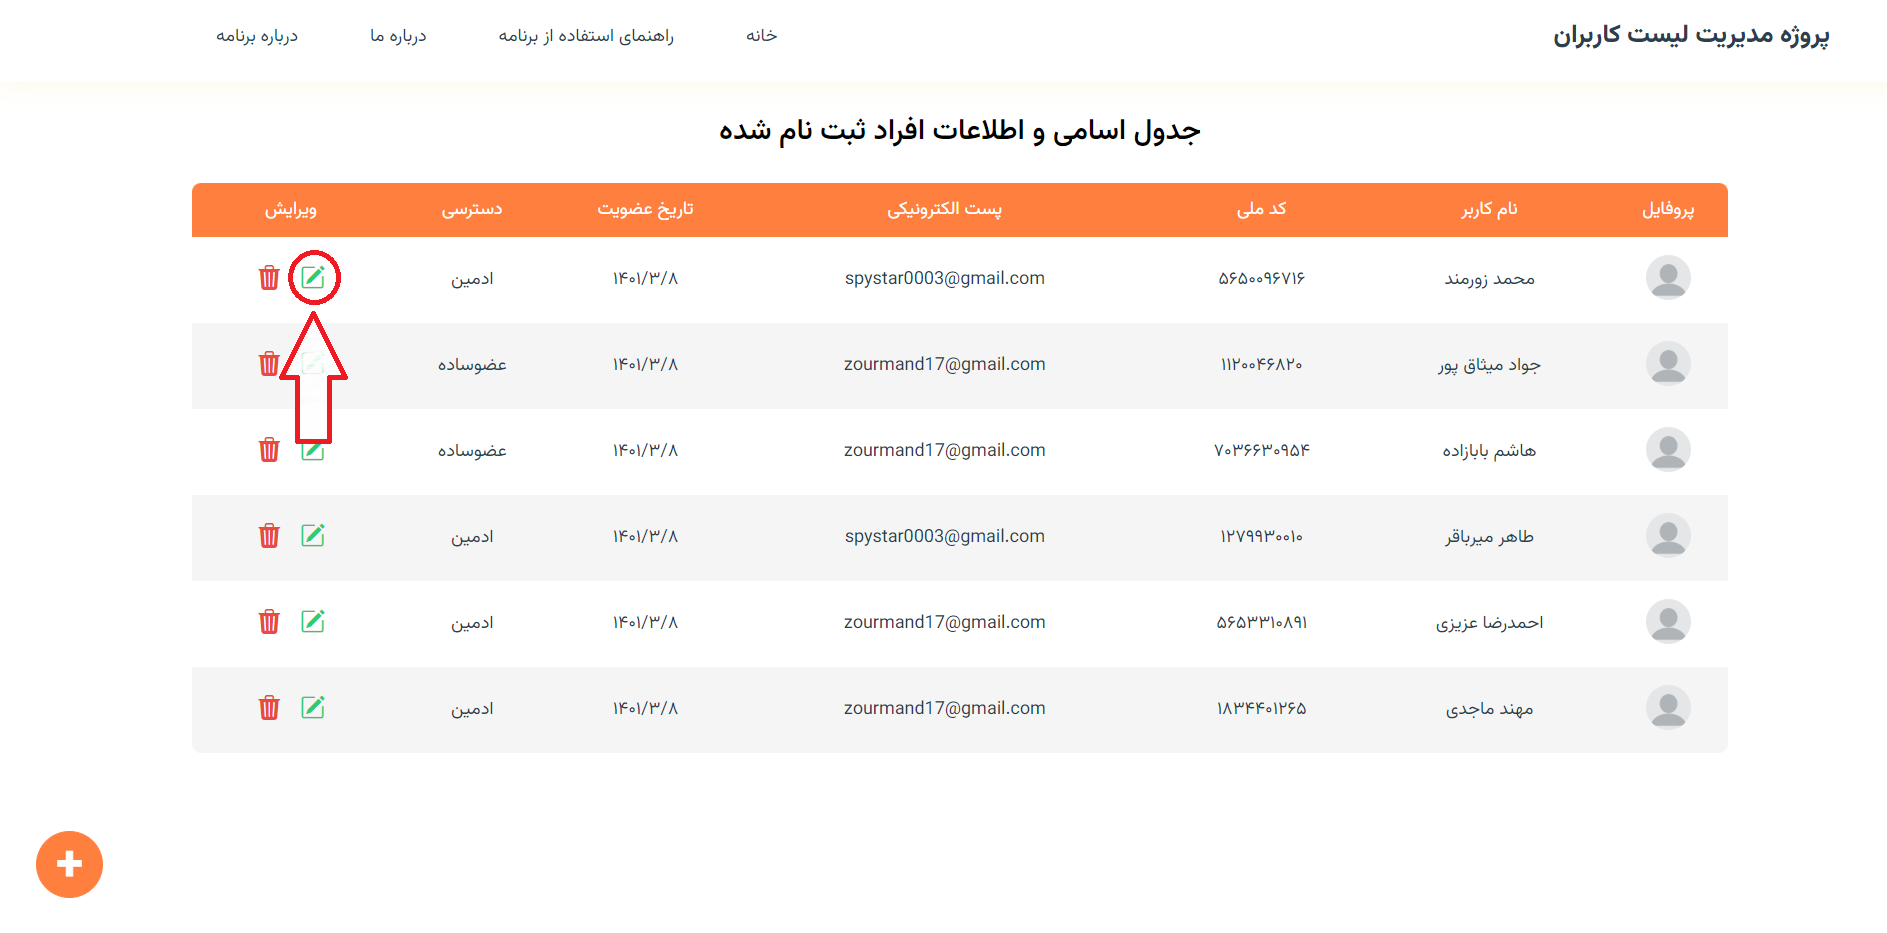 پروژه مدیریت لیست کاربران
خانه راهنمای استفاده از برنامه درباره ما درباره برنامه
جدول اسامی و اطلاعات افراد ثبت نام شده
پروفایل نام کاربر کد ملی پست الکترونیکی تاریخ عضویت دسترسی ویرایش
محمد زورمند ۵۶۵۰۰۹۶۷۱۶ spystar0003@gmail.com ۱۴۰۱/۳/۸ ادمین
جواد میثاق پور ۱۱۲۰۰۴۶۸۲۰ zourmand17@gmail.com ۱۴۰۱/۳/۸ عضوساده
هاشم بابازاده ۷۰۳۶۶۳۰۹۵۴ zourmand17@gmail.com ۱۴۰۱/۳/۸ عضوساده
طاهر میرباقر ۱۲۷۹۹۳۰۰۱۰ spystar0003@gmail.com ۱۴۰۱/۳/۸ ادمین
احمدرضا عزیزی ۵۶۵۳۳۱۰۸۹۱ zourmand17@gmail.com ۱۴۰۱/۳/۸ ادمین
مهند ماجدی ۱۸۳۴۴۰۱۲۶۵ zourmand17@gmail.com ۱۴۰۱/۳/۸ ادمین